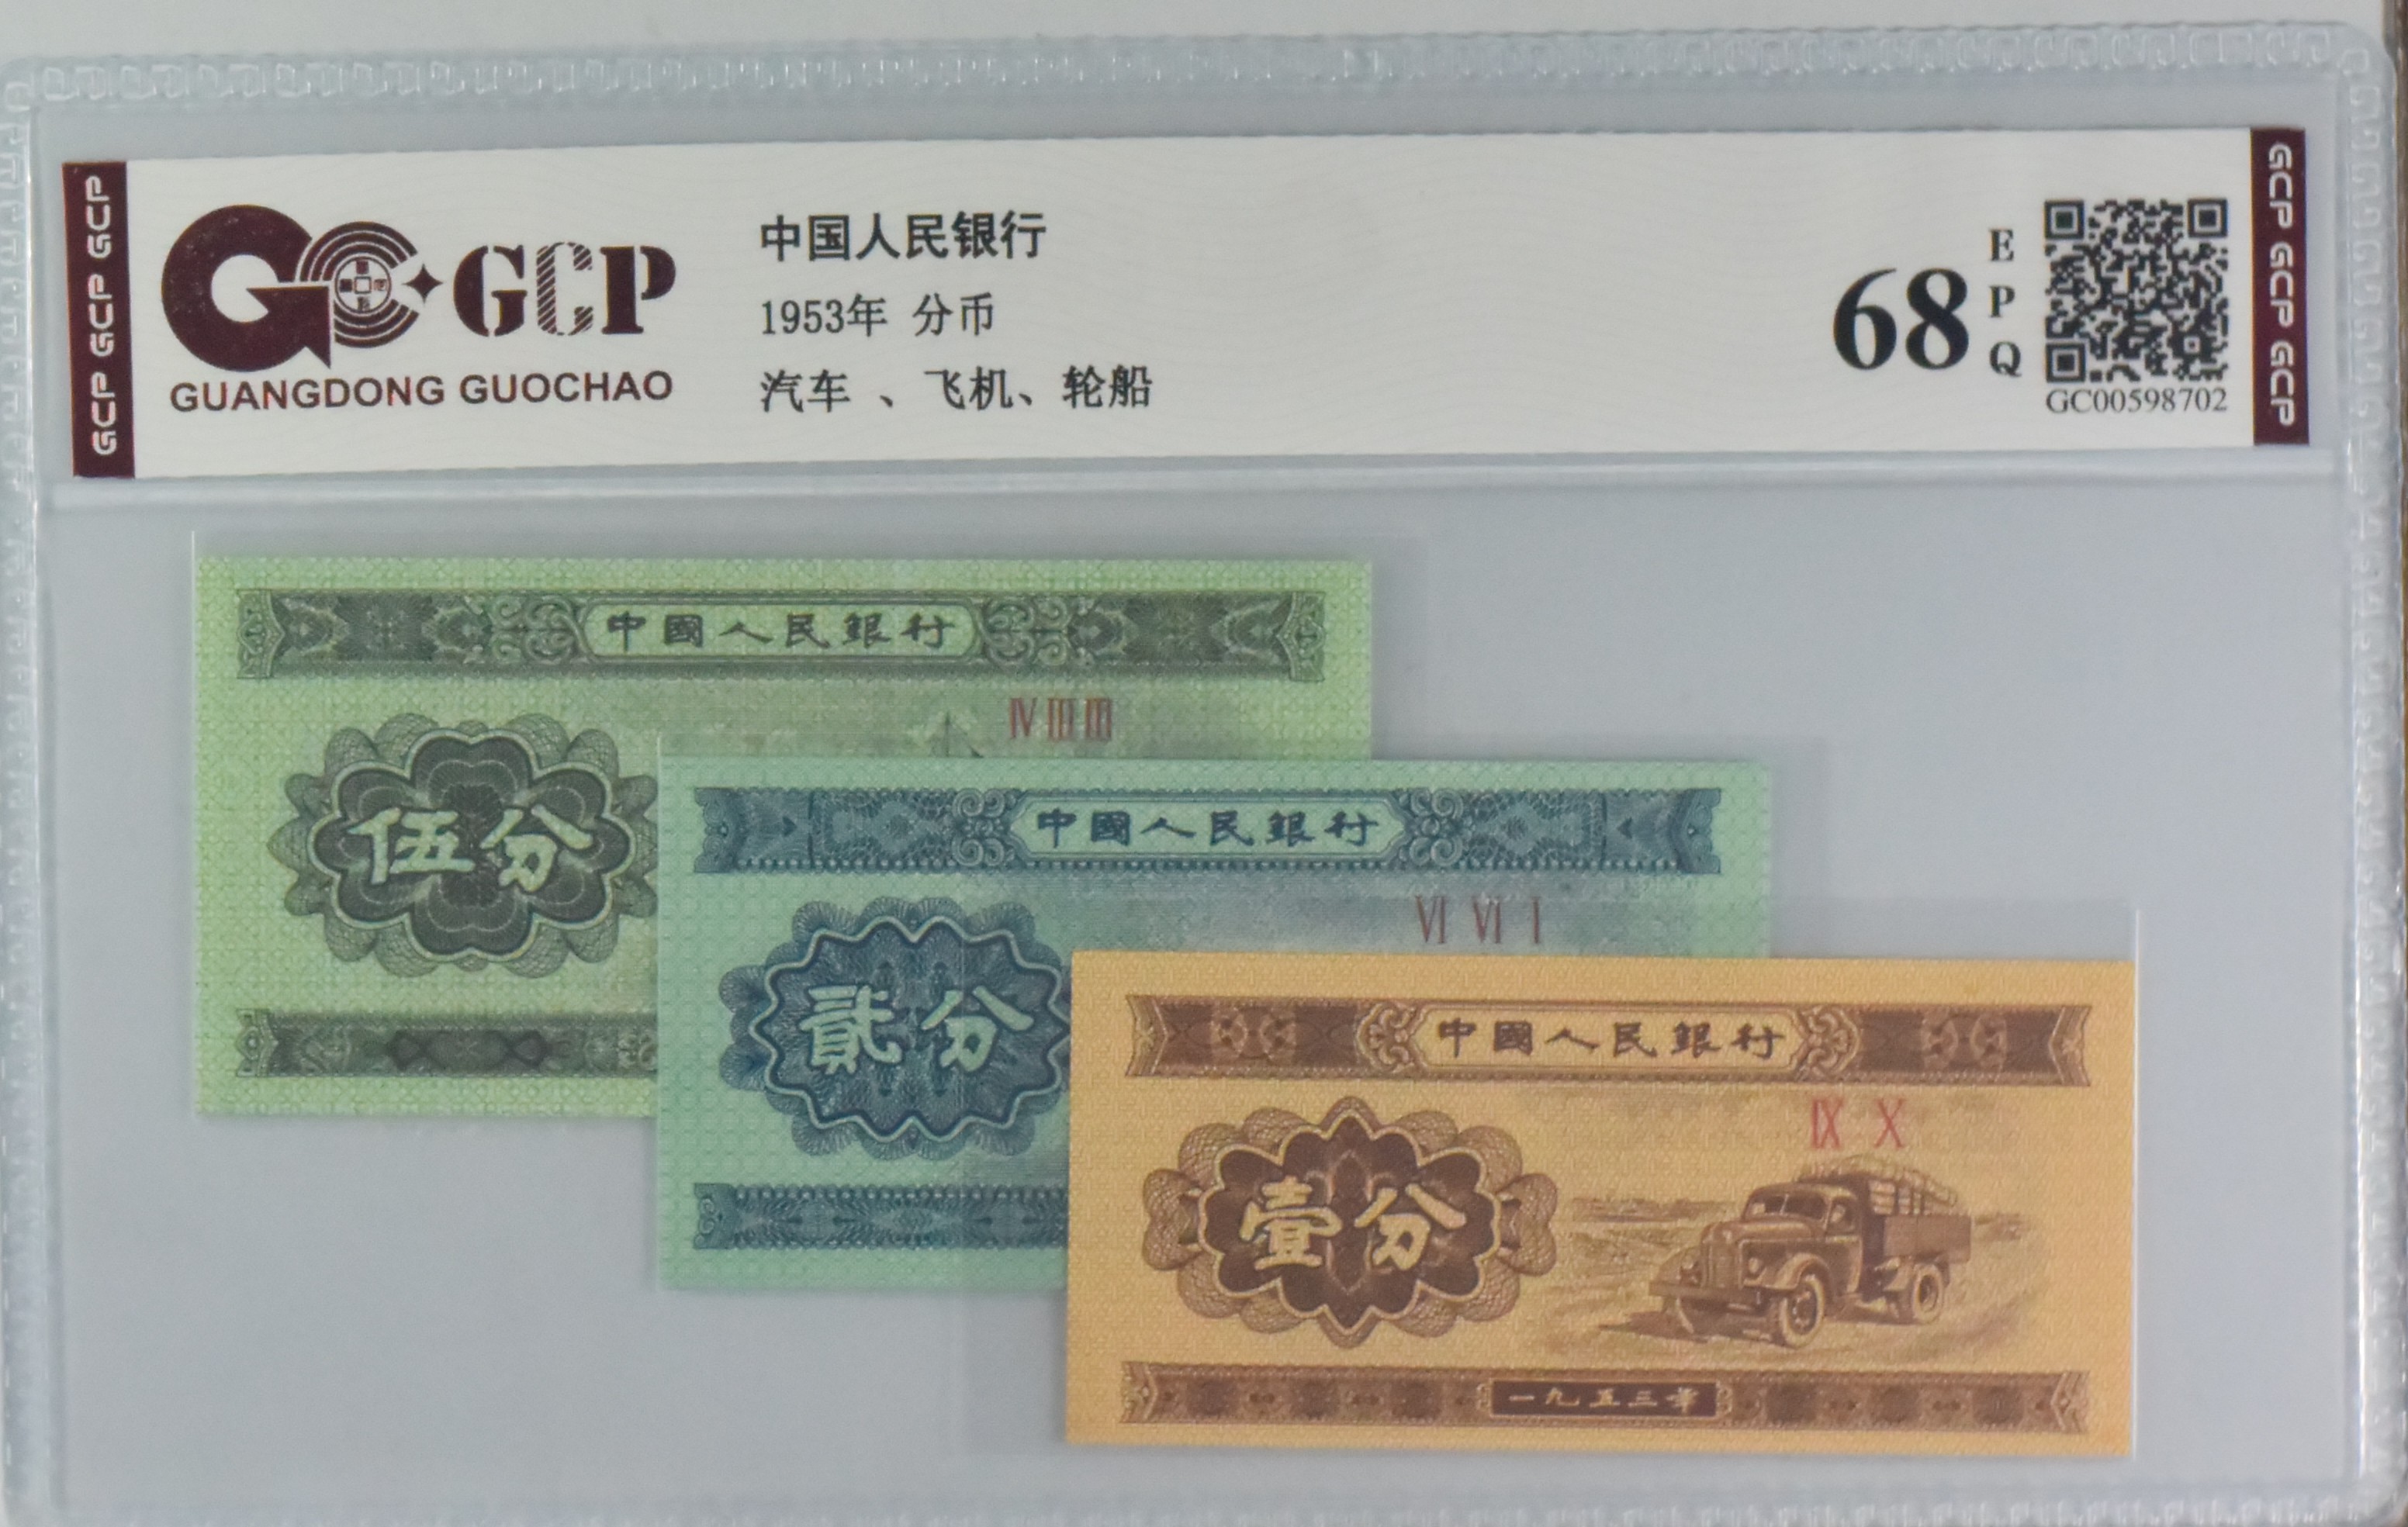 GCP GCP GCP
GCP
GUANGDONG GUOCHAO
中国人民银行
1953年 分币
汽车 、飞机、轮船
68
EPQ
GC00598702
GCP GCP GCP
中國人民銀行
ⅣⅢⅢ
伍分
中國人民銀行
Ⅵ Ⅵ Ⅰ
貳分
中國人民銀行
Ⅸ Ⅹ
壹分
一九五三年